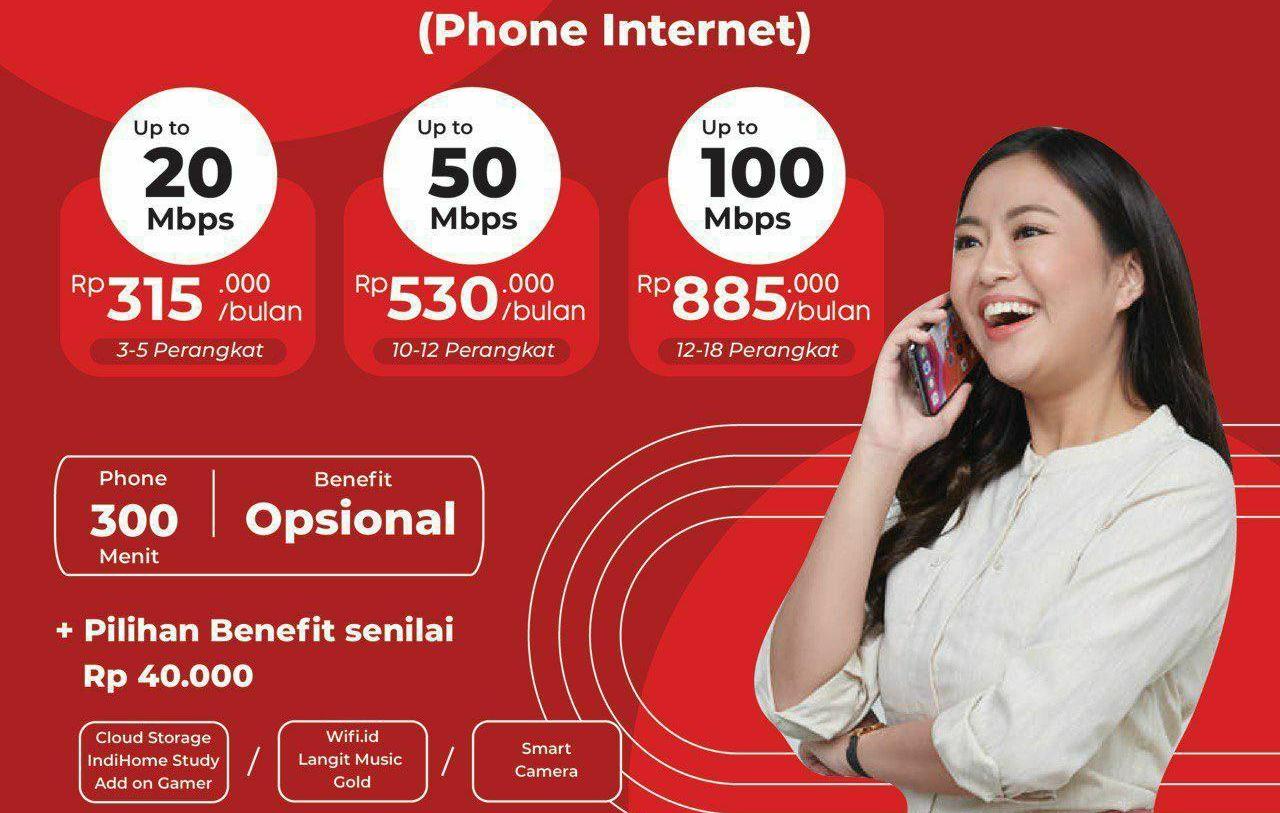 (Phone Internet)
Up to
20
Mbps
Rp315.000
/bulan
3-5 Perangkat
Up to
50
Mbps
Rp530.000
/bulan
10-12 Perangkat
Up to
100
Mbps
Rp885.000
/bulan
12-18 Perangkat
Phone
300
Menit
Benefit
Opsional
+ Pilihan Benefit senilai
Rp 40.000
Cloud Storage
IndiHome Study
Add on Gamer
/
Wifi.id
Langit Music
Gold
/
Smart
Camera